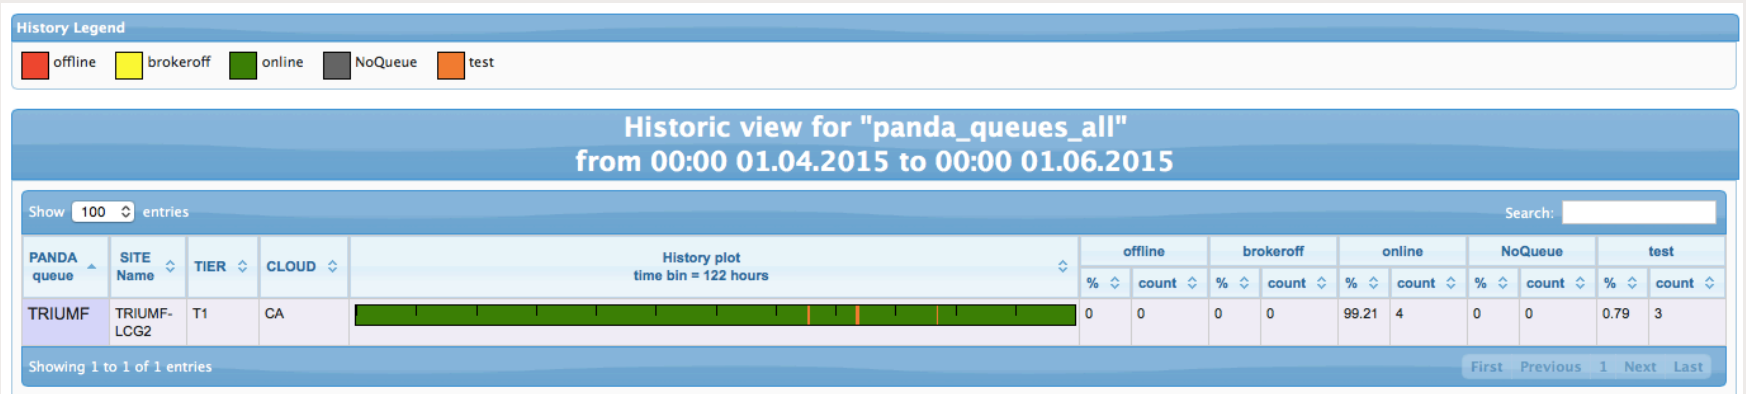 History Legend
offline brokeroff online NoQueue test
Historic view for "panda_queues_all"
from 00:00 01.04.2015 to 00:00 01.06.2015
Show 100 entries Search:
PANDA queue SITE Name TIER CLOUD History plot time bin = 122 hours offline brokeroff online NoQueue test
% count % count % count % count % count
TRIUMF TRIUMF-LCG2 T1 CA 0 0 0 0 99.21 4 0 0 0.79 3
Showing 1 to 1 of 1 entries First Previous 1 Next Last